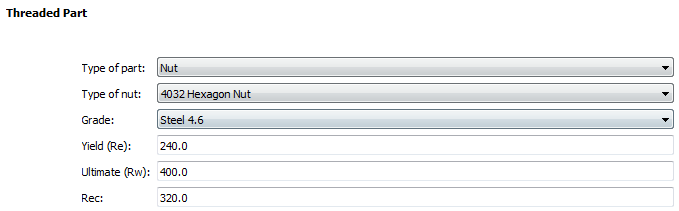 Threaded Part
Type of part: Nut
Type of nut: 4032 Hexagon Nut
Grade: Steel 4.6
Yield (Re): 240.0
Ultimate (Rw): 400.0
Rec: 320.0